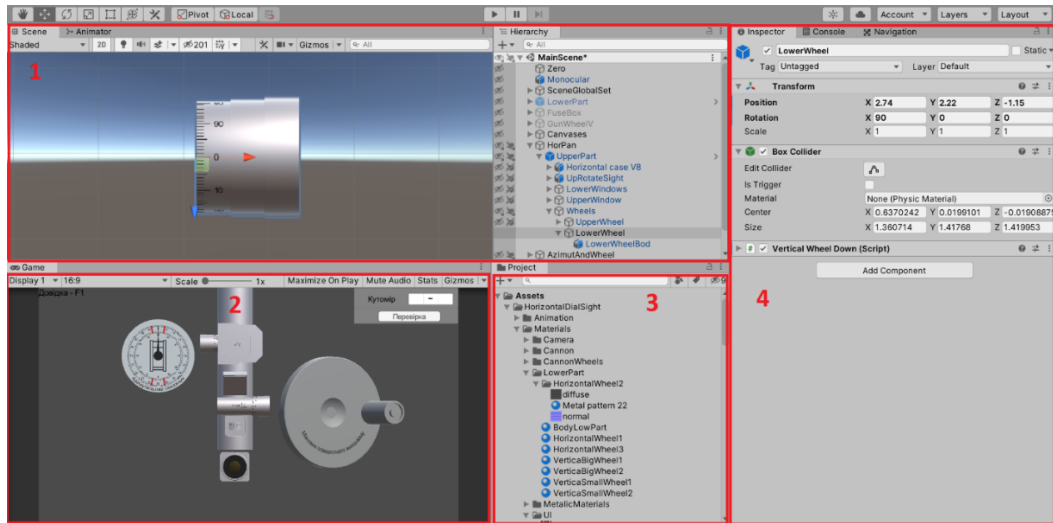 Pivot Local
Account Layers Layout
Scene Animator
Shaded 2D 201 Gizmos All
1
90
0
10
Hierarchy
All
MainScene*
Zero
Monocular
SceneGlobalSet
LowerPart
FuseBox
GunWheelV
Canvases
HorPan
UpperPart
Horizontal case V8
UpRotateSight
LowerWindows
UpperWindow
Wheels
UpperWheel
LowerWheel
LowerWheelBod
AzimutAndWheel
Inspector Console Navigation
LowerWheel Static
Tag Untagged Layer Default
Transform
Position X 2.74 Y 2.22 Z -1.15
Rotation X 90 Y 0 Z 0
Scale X 1 Y 1 Z 1
Box Collider
Edit Collider
Is Trigger
Material None (Physic Material)
Center X 0.6370242 Y 0.0199101 Z -0.0190887
Size X 1.360714 Y 1.41768 Z 1.419953
# Vertical Wheel Down (Script)
Add Component
4
Game
Display 1 16:9 Scale 1x Maximize On Play Mute Audio Stats Gizmos
Довідка - F1
2
Кутомір -
Перевірка
Project
9
3
Assets
HorizontalDialSight
Animation
Materials
Camera
Cannon
CannonWheels
LowerPart
HorizontalWheel2
diffuse
Metal pattern 22
normal
BodyLowPart
HorizontalWheel1
HorizontalWheel3
VerticaBigWheel1
VerticaBigWheel2
VerticaSmallWheel1
VerticaSmallWheel2
MetalicMaterials
UI